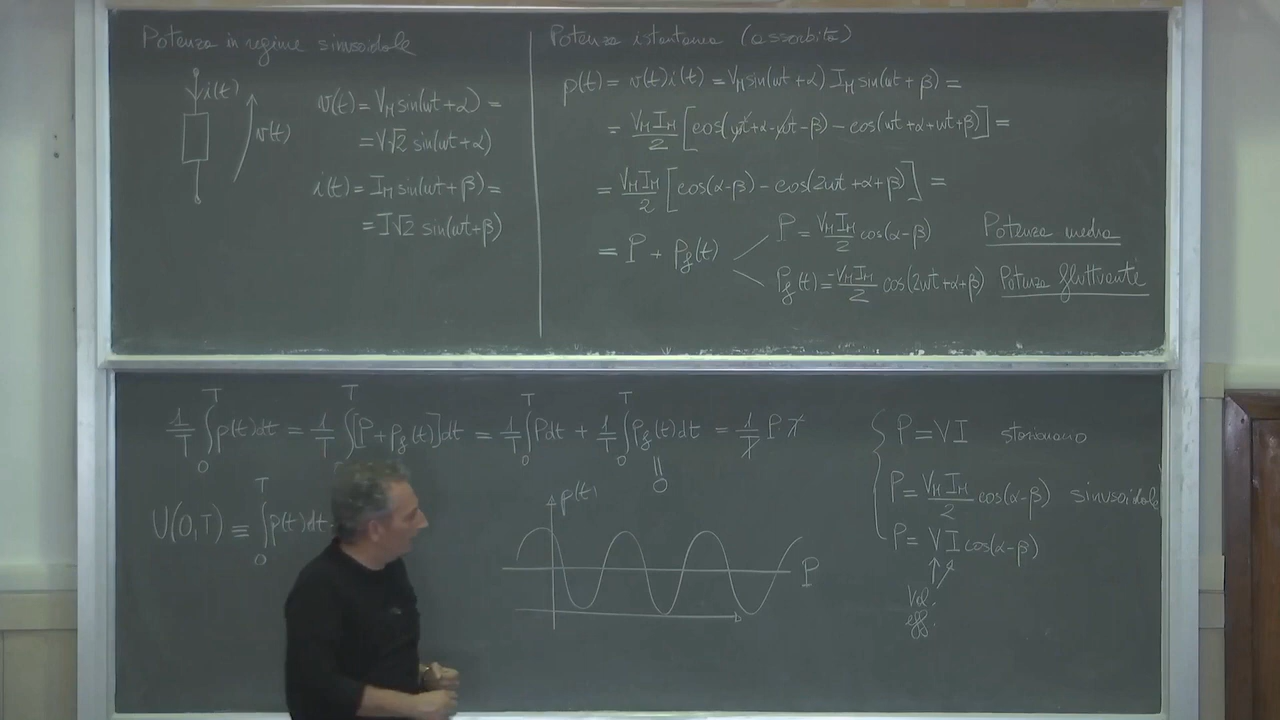 Potenza in regime sinusoidale
i(t)
v(t)
v(t) = V_M sin(ωt+α) =
= V√2 sin(ωt+α)
i(t) = I_M sin(ωt+β) =
= I√2 sin(ωt+β)
Potenza istantanea (assorbita)
p(t) = v(t) i(t) = V_M sin(ωt+α) I_M sin(ωt+β) =
= V_M I_M / 2 [cos(ωt+α-ωt-β) - cos(ωt+α+ωt+β)] =
= V_M I_M / 2 [cos(α-β) - cos(2ωt+α+β)] =
= P + P_f(t)
P = V_M I_M / 2 cos(α-β) Potenza media
P_f(t) = -V_M I_M / 2 cos(2ωt+α+β) Potenza fluttuante
1/T ∫_0^T p(t)dt = 1/T ∫_0^T [P+P_f(t)]dt = 1/T ∫_0^T Pdt + 1/T ∫_0^T P_f(t)dt = 1/T P T
=
0
U(0,T) ≡ ∫_0^T p(t)dt
p(t)
P
P = VI stazionario
P = V_M I_M / 2 cos(α-β) sinusoidale
P = V I cos(α-β)
Val.
eff.